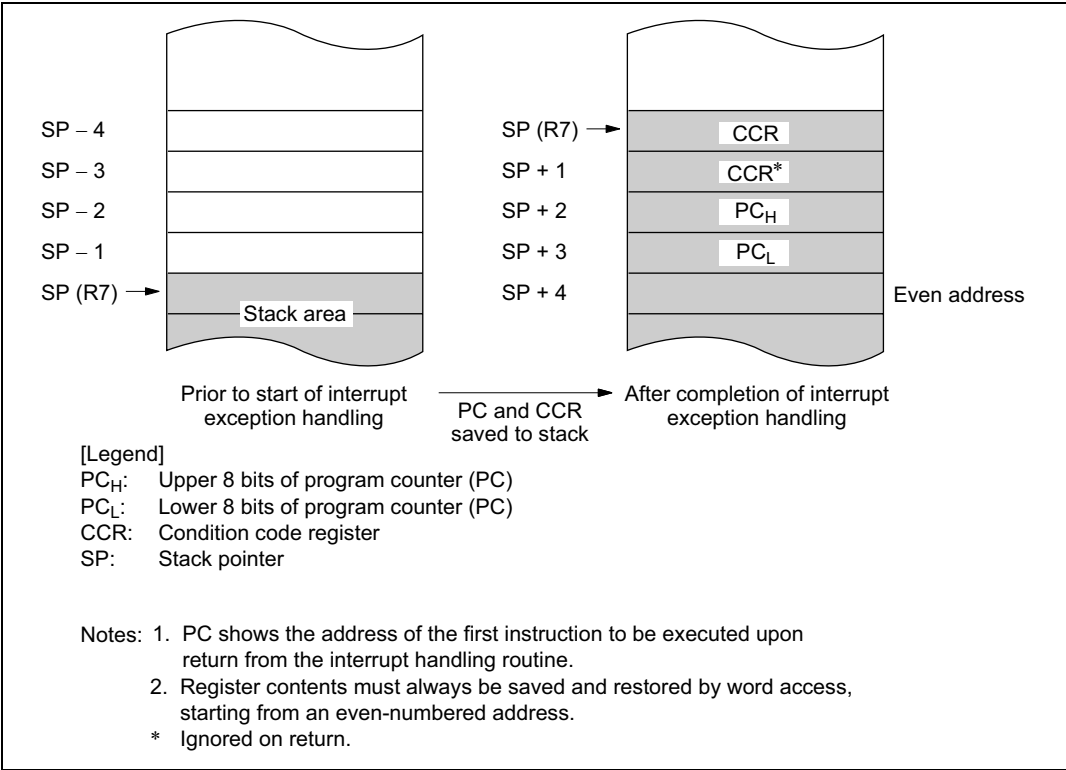 SP – 4
SP – 3
SP – 2
SP – 1
SP (R7)
Stack area
SP (R7)
SP + 1
SP + 2
SP + 3
SP + 4
CCR
CCR*
PCH
PCL
Even address
Prior to start of interrupt
exception handling
PC and CCR
saved to stack
After completion of interrupt
exception handling
[Legend]
PCH: Upper 8 bits of program counter (PC)
PCL: Lower 8 bits of program counter (PC)
CCR: Condition code register
SP: Stack pointer
Notes: 1. PC shows the address of the first instruction to be executed upon
return from the interrupt handling routine.
2. Register contents must always be saved and restored by word access,
starting from an even-numbered address.
* Ignored on return.